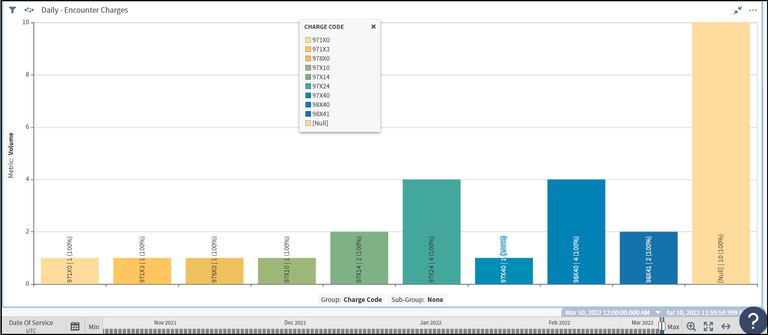 Daily - Encounter Charges
CHARGE CODE
971X0
971X3
978X0
97X10
97X14
97X24
97X40
98X40
98X41
[Null]
10
8
6
4
2
0
Metric: Volume
971X0 | 1 (100%)
971X3 | 1 (100%)
978X0 | 1 (100%)
97X10 | 1 (100%)
97X14 | 2 (100%)
97X24 | 4 (100%)
97X40 | 1 (100%)
98X40 | 4 (100%)
98X41 | 2 (100%)
[Null] | 10 (100%)
Group: Charge Code Sub-Group: None
Mar 10, 2022 12:00:00.000 AM
Mar 10, 2022 11:59:59.999
Date Of Service
UTC
Min
Nov 2021
Dec 2021
Jan 2022
Feb 2022
Mar 2022
Max
?